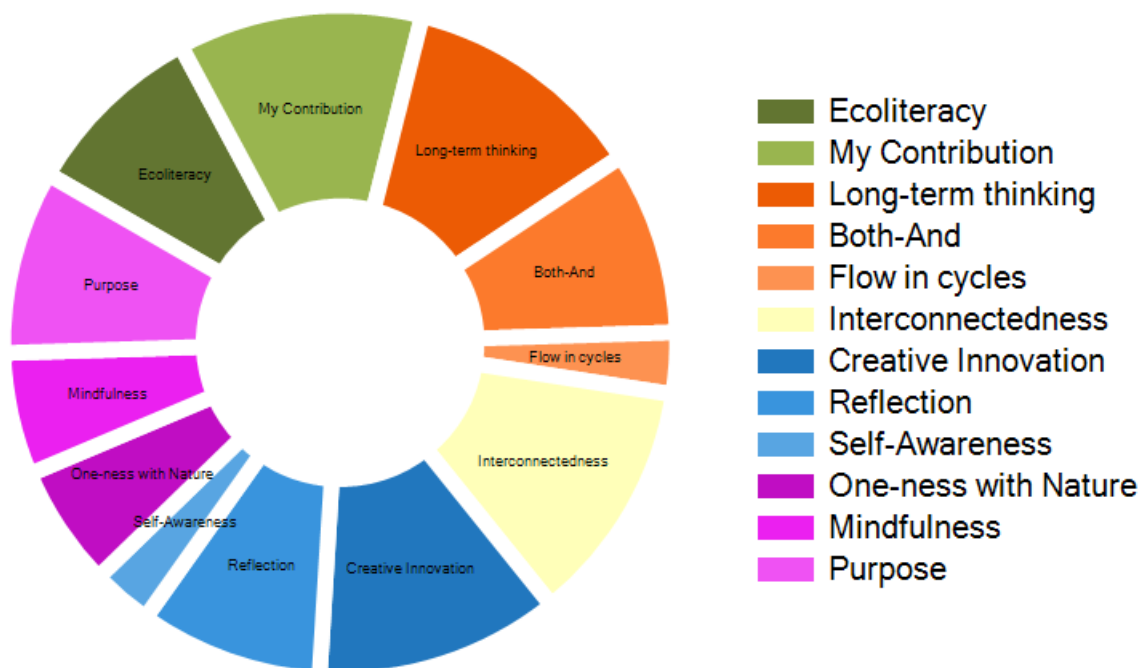 My Contribution
Long-term thinking
Ecoliteracy
Both-And
Purpose
Flow in cycles
Mindfulness
Interconnectedness
One-ness with Nature
Self-Awareness
Reflection
Creative Innovation
Ecoliteracy
My Contribution
Long-term thinking
Both-And
Flow in cycles
Interconnectedness
Creative Innovation
Reflection
Self-Awareness
One-ness with Nature
Mindfulness
Purpose